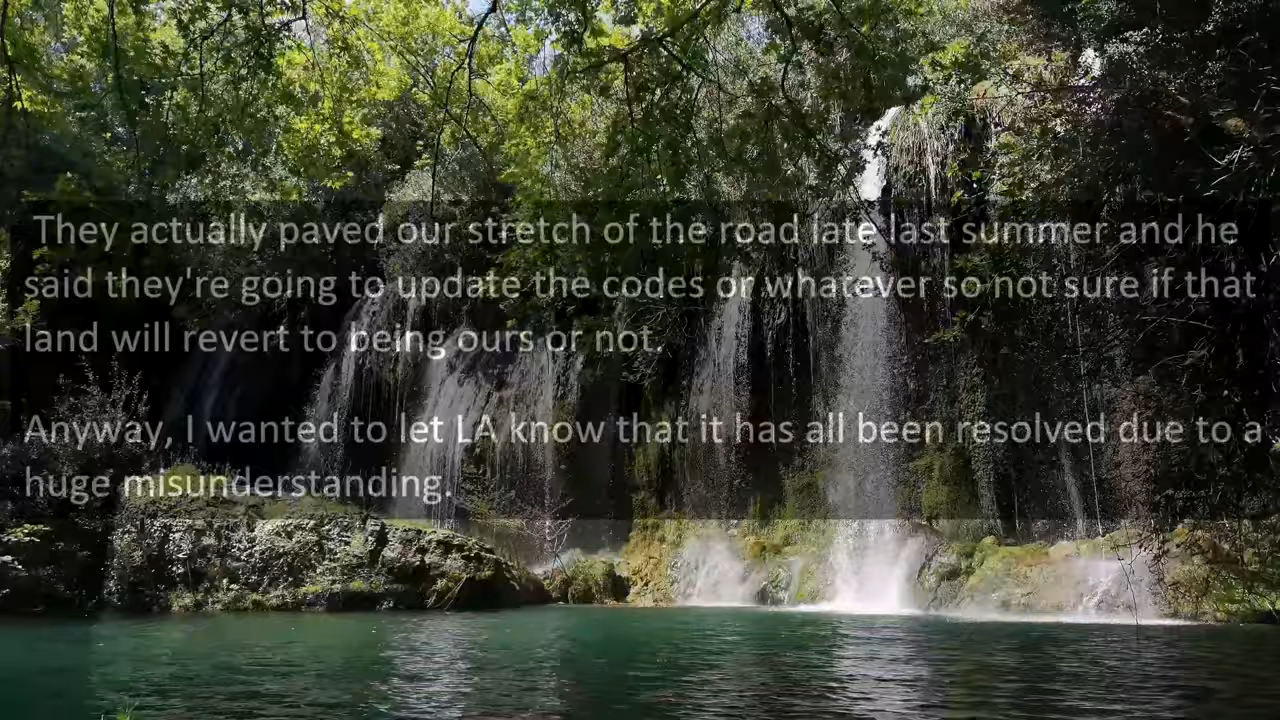 They actually paved our stretch of the road late last summer and he
said they're going to update the codes or whatever so not sure if that
land will revert to being ours or not.
Anyway, I wanted to let LA know that it has all been resolved due to a
huge misunderstanding.